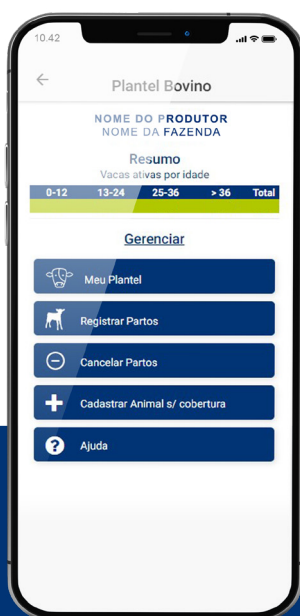 10.42
Plantel Bovino
NOME DO PRODUTOR
NOME DA FAZENDA
Resumo
Vacas ativas por idade
0-12 13-24 25-36 > 36 Total
Gerenciar
Meu Plantel
Registrar Partos
Cancelar Partos
Cadastrar Animal s/ cobertura
Ajuda